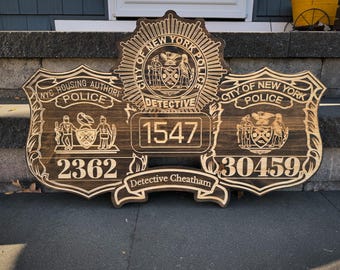 CITY OF NEW YORK POLICE
DETECTIVE
1547
NYC HOUSING AUTHORITY
POLICE
2362
CITY OF NEW YORK
POLICE
30459
Detective Cheatham